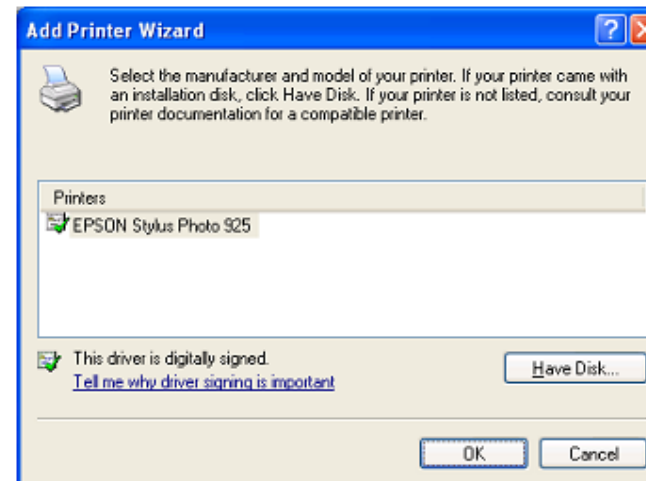 Add Printer Wizard
Select the manufacturer and model of your printer. If your printer came with
an installation disk, click Have Disk. If your printer is not listed, consult your
printer documentation for a compatible printer.
Printers
EPSON Stylus Photo 925
This driver is digitally signed.
Tell me why driver signing is important
Have Disk...
OK
Cancel